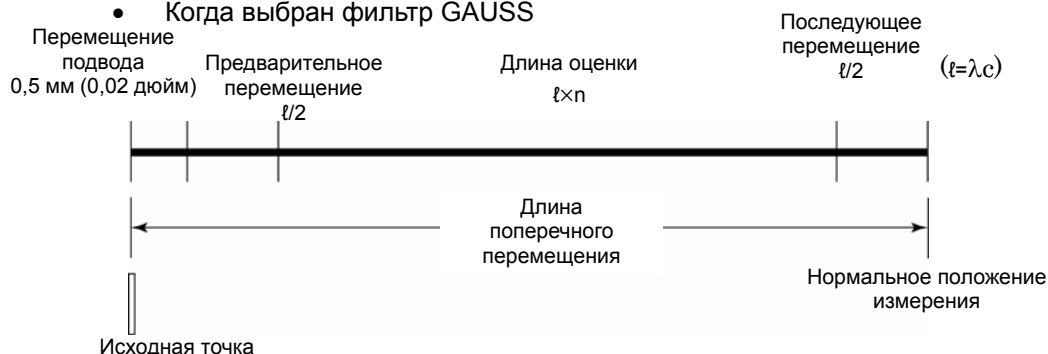 • Когда выбран фильтр GAUSS
Перемещение
подвода
0,5 мм (0,02 дюйм)
Предварительное
перемещение
ℓ/2
Длина оценки
ℓ×n
Последующее
перемещение
ℓ/2
(ℓ=λc)
Длина
поперечного
перемещения
Нормальное положение
измерения
Исходная точка